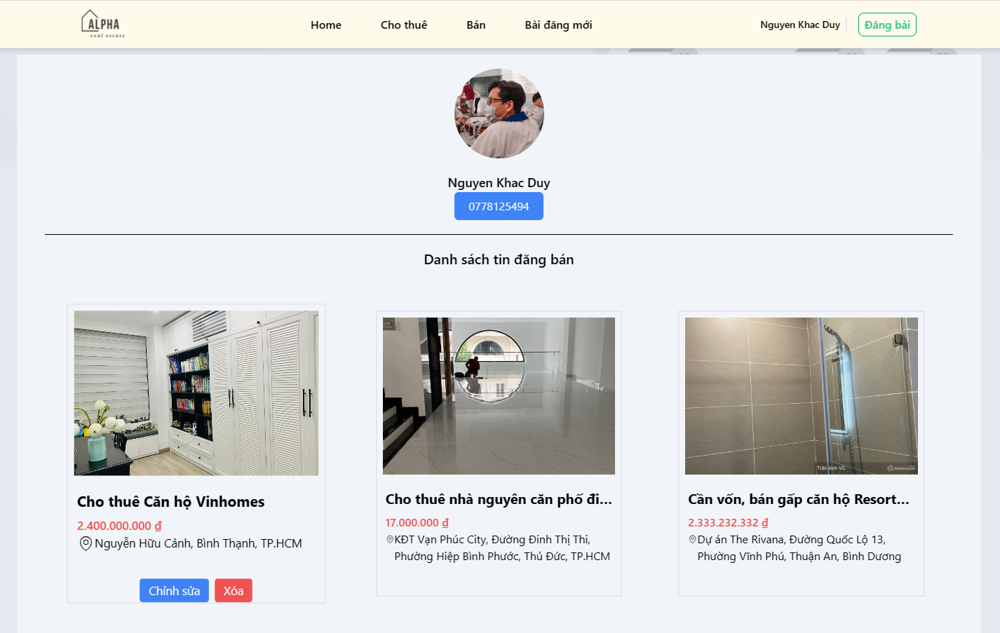 ALPHA
real estate
Home
Cho thuê
Bán
Bài đăng mới
Nguyen Khac Duy
Đăng bài
Nguyen Khac Duy
0778125494
Danh sách tin đăng bán
Cho thuê Căn hộ Vinhomes
2.400.000.000 ₫
Nguyễn Hữu Cảnh, Bình Thạnh, TP.HCM
Chỉnh sửa
Xóa
Cho thuê nhà nguyên căn phố đi...
17.000.000 ₫
KĐT Vạn Phúc City, Đường Đinh Thị Thi,
Phường Hiệp Bình Phước, Thủ Đức, TP.HCM
Trần Anh Vũ
Batdongsan
Cần vốn, bán gấp căn hộ Resort...
2.333.232.332 ₫
Dự án The Rivana, Đường Quốc Lộ 13,
Phường Vĩnh Phú, Thuận An, Bình Dương